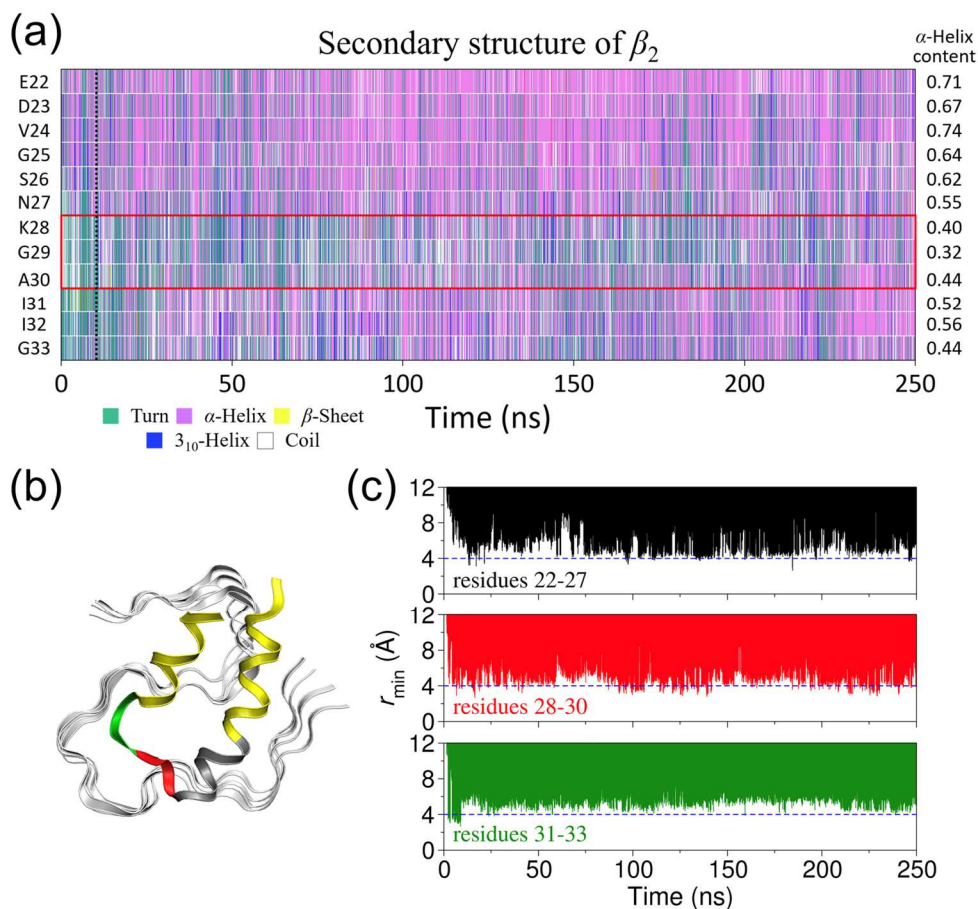 (a)
Secondary structure of β₂
α-Helix
content
E22 0.71
D23 0.67
V24 0.74
G25 0.64
S26 0.62
N27 0.55
K28 0.40
G29 0.32
A30 0.44
I31 0.52
I32 0.56
G33 0.44
0 50 100 150 200 250
Time (ns)
Turn α-Helix β-Sheet
3₁₀-Helix Coil
(b)
(c)
12
8
4
0
residues 22-27
12
8
4
0
residues 28-30
r_min (Å)
12
8
4
0
residues 31-33
0 50 100 150 200 250
Time (ns)